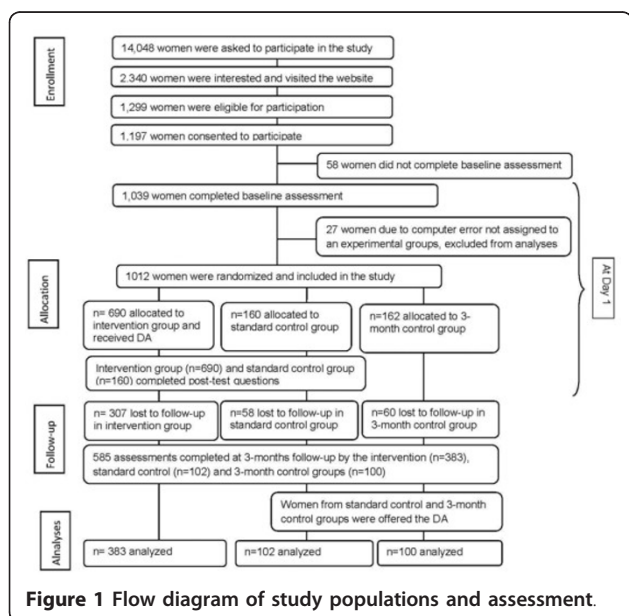 Enrollment
14,048 women were asked to participate in the study
2.340 women were interested and visited the website
1,299 women were eligible for participation
1,197 women consented to participate
58 women did not complete baseline assessment
1,039 women completed baseline assessment
27 women due to computer error not assigned to
an experimental groups, excluded from analyses
At Day 1
Allocation
1012 women were randomized and included in the study
n= 690 allocated to
intervention group and
received DA
n=160 allocated to
standard control group
n=162 allocated to 3-
month control group
Intervention group (n=690) and standard control group
(n=160) completed post-test questions
Follow-up
n= 307 lost to follow-up
in intervention group
n=58 lost to follow-up in
standard control group
n=60 lost to follow-up in
3-month control group
585 assessments completed at 3-months follow-up by the intervention (n=383),
standard control (n=102) and 3-month control groups (n=100)
Women from standard control and 3-month
control groups were offered the DA
Alnalyses
n= 383 analyzed
n=102 analyzed
n=100 analyzed
Figure 1 Flow diagram of study populations and assessment.